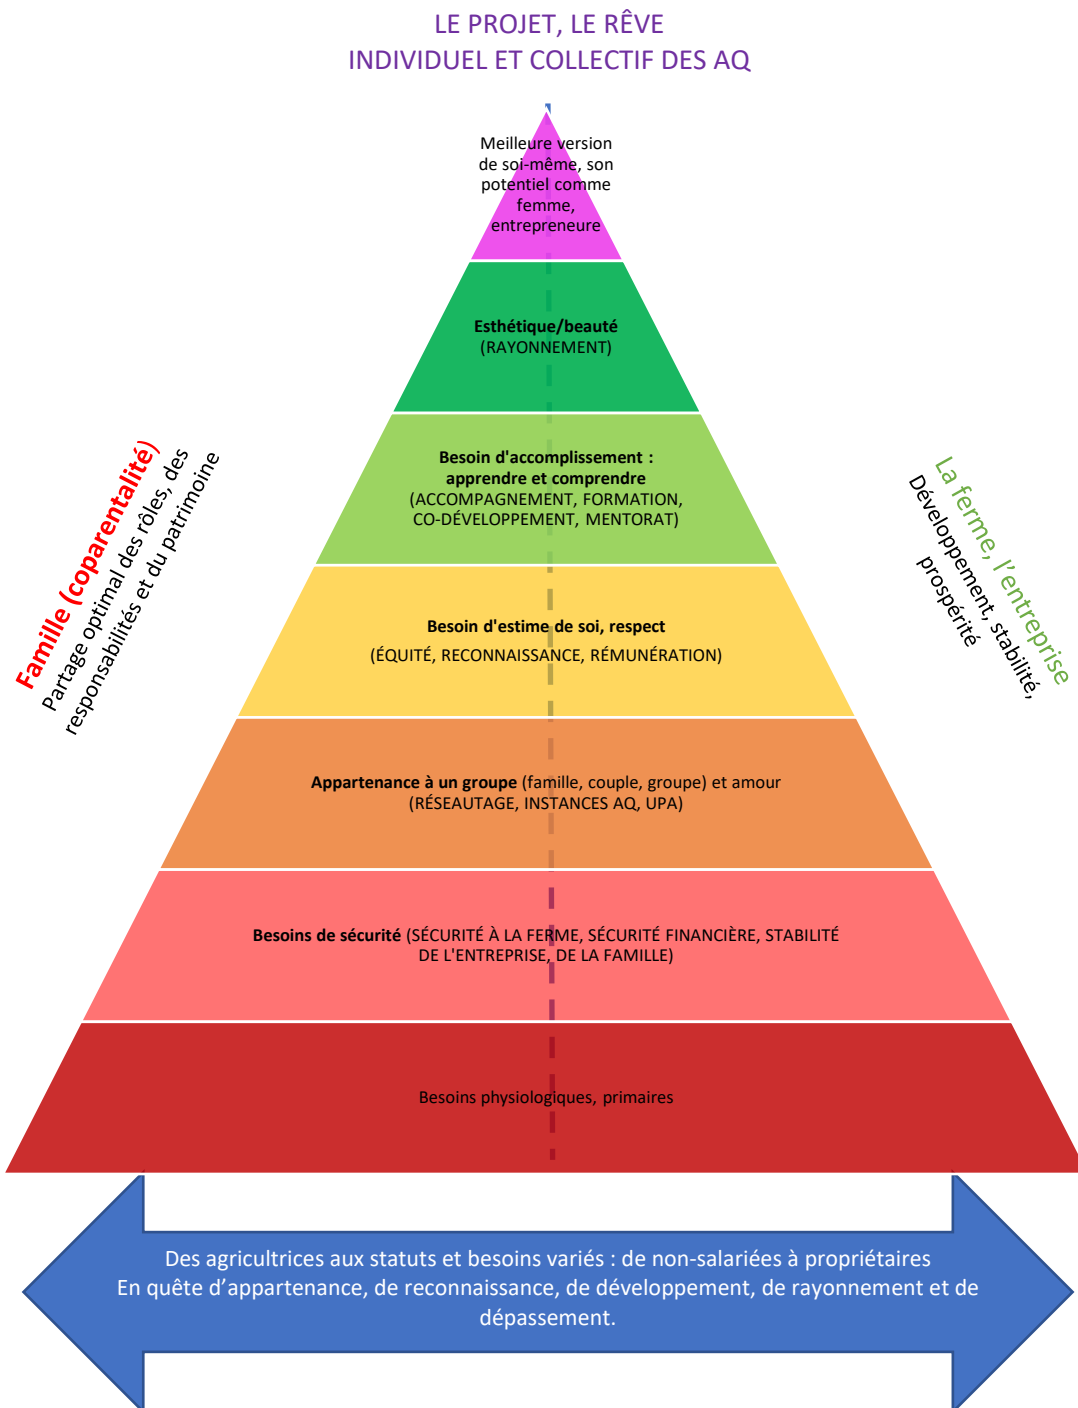 LE PROJET, LE RÊVE
INDIVIDUEL ET COLLECTIF DES AQ
Meilleure version
de soi-même, son
potentiel comme
femme,
entrepreneure
Esthétique/beauté
(RAYONNEMENT)
Besoin d'accomplissement :
apprendre et comprendre
(ACCOMPAGNEMENT, FORMATION,
CO-DÉVELOPPEMENT, MENTORAT)
Famille (coparentalité)
Partage optimal des rôles, des
responsabilités et du patrimoine
La ferme, l'entreprise
Développement, stabilité,
prospérité
Besoin d'estime de soi, respect
(ÉQUITÉ, RECONNAISSANCE, RÉMUNÉRATION)
Appartenance à un groupe (famille, couple, groupe) et amour
(RÉSEAUTAGE, INSTANCES AQ, UPA)
Besoins de sécurité (SÉCURITÉ À LA FERME, SÉCURITÉ FINANCIÈRE, STABILITÉ
DE L'ENTREPRISE, DE LA FAMILLE)
Besoins physiologiques, primaires
Des agricultrices aux statuts et besoins variés : de non-salariées à propriétaires
En quête d'appartenance, de reconnaissance, de développement, de rayonnement et de
dépassement.